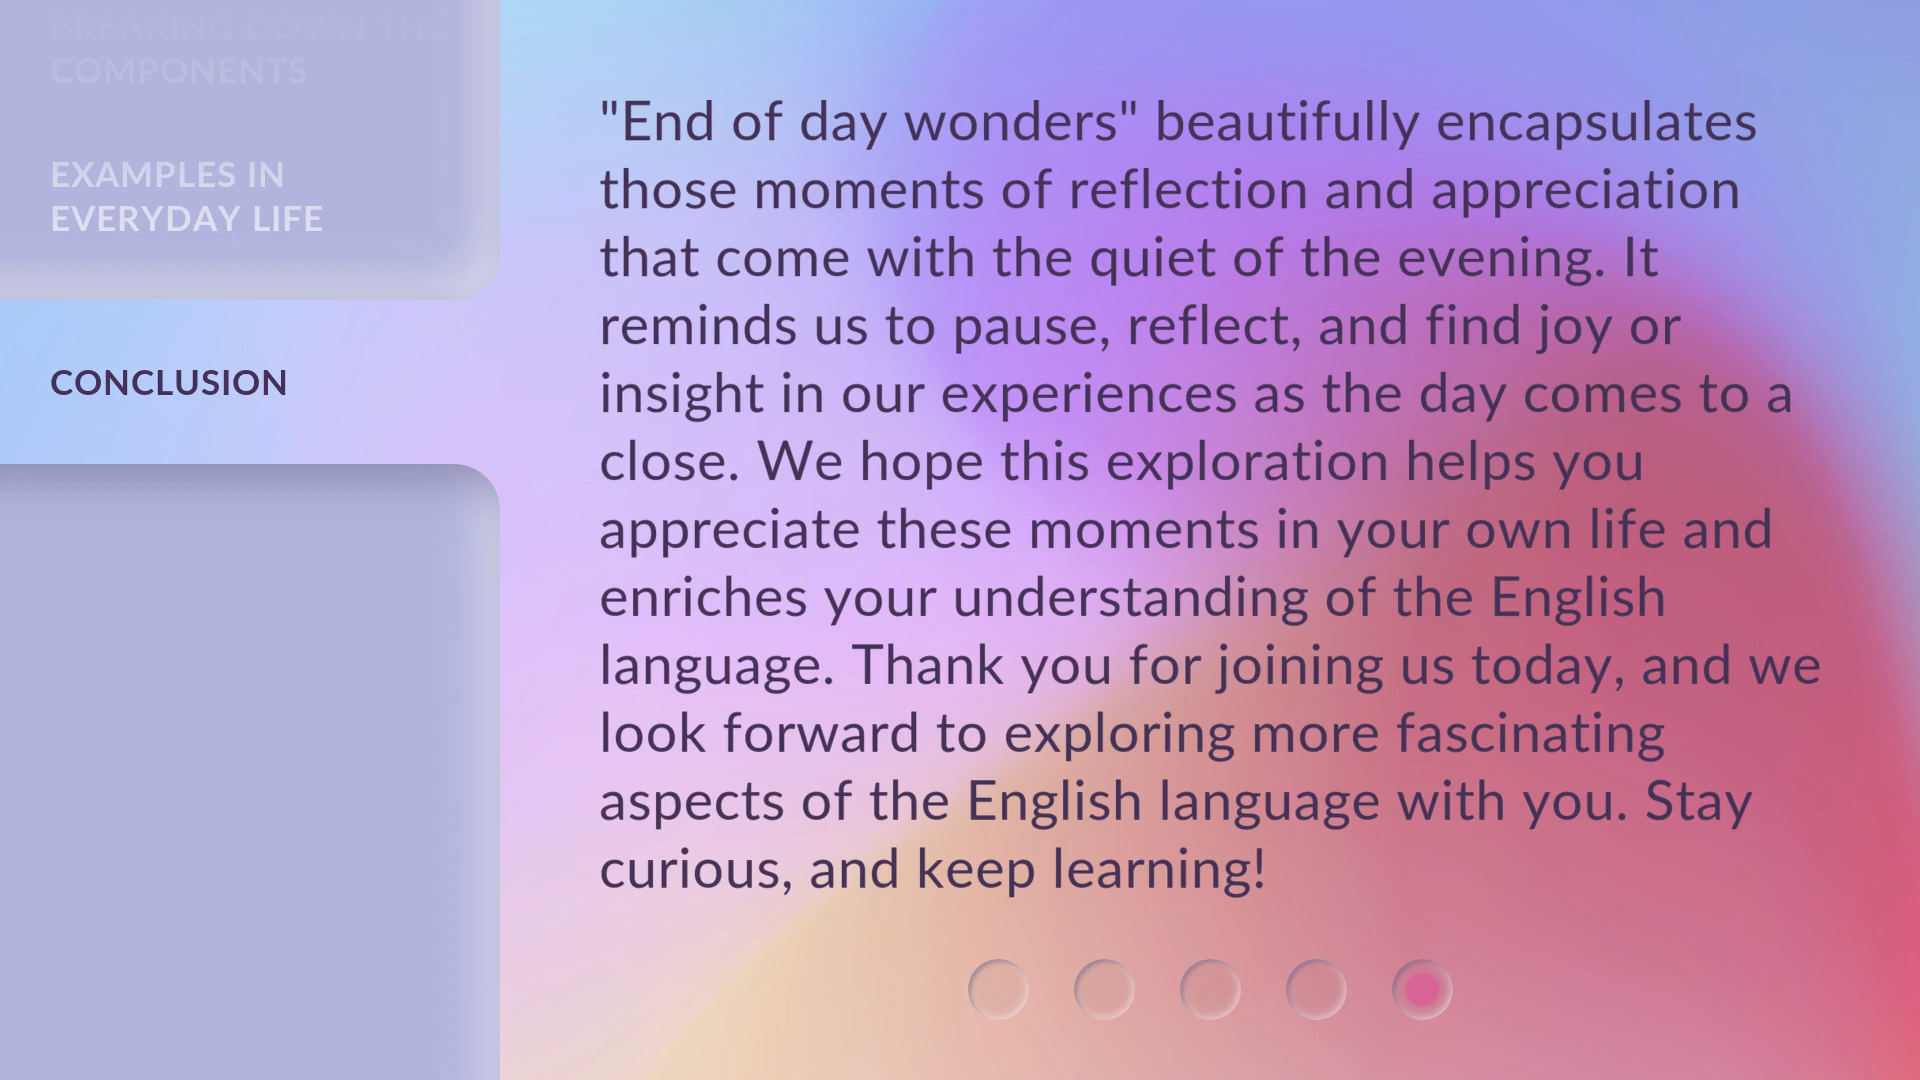 BREAKING DOWN THE
COMPONENTS
EXAMPLES IN
EVERYDAY LIFE
CONCLUSION
"End of day wonders" beautifully encapsulates
those moments of reflection and appreciation
that come with the quiet of the evening. It
reminds us to pause, reflect, and find joy or
insight in our experiences as the day comes to a
close. We hope this exploration helps you
appreciate these moments in your own life and
enriches your understanding of the English
language. Thank you for joining us today, and we
look forward to exploring more fascinating
aspects of the English language with you. Stay
curious, and keep learning!